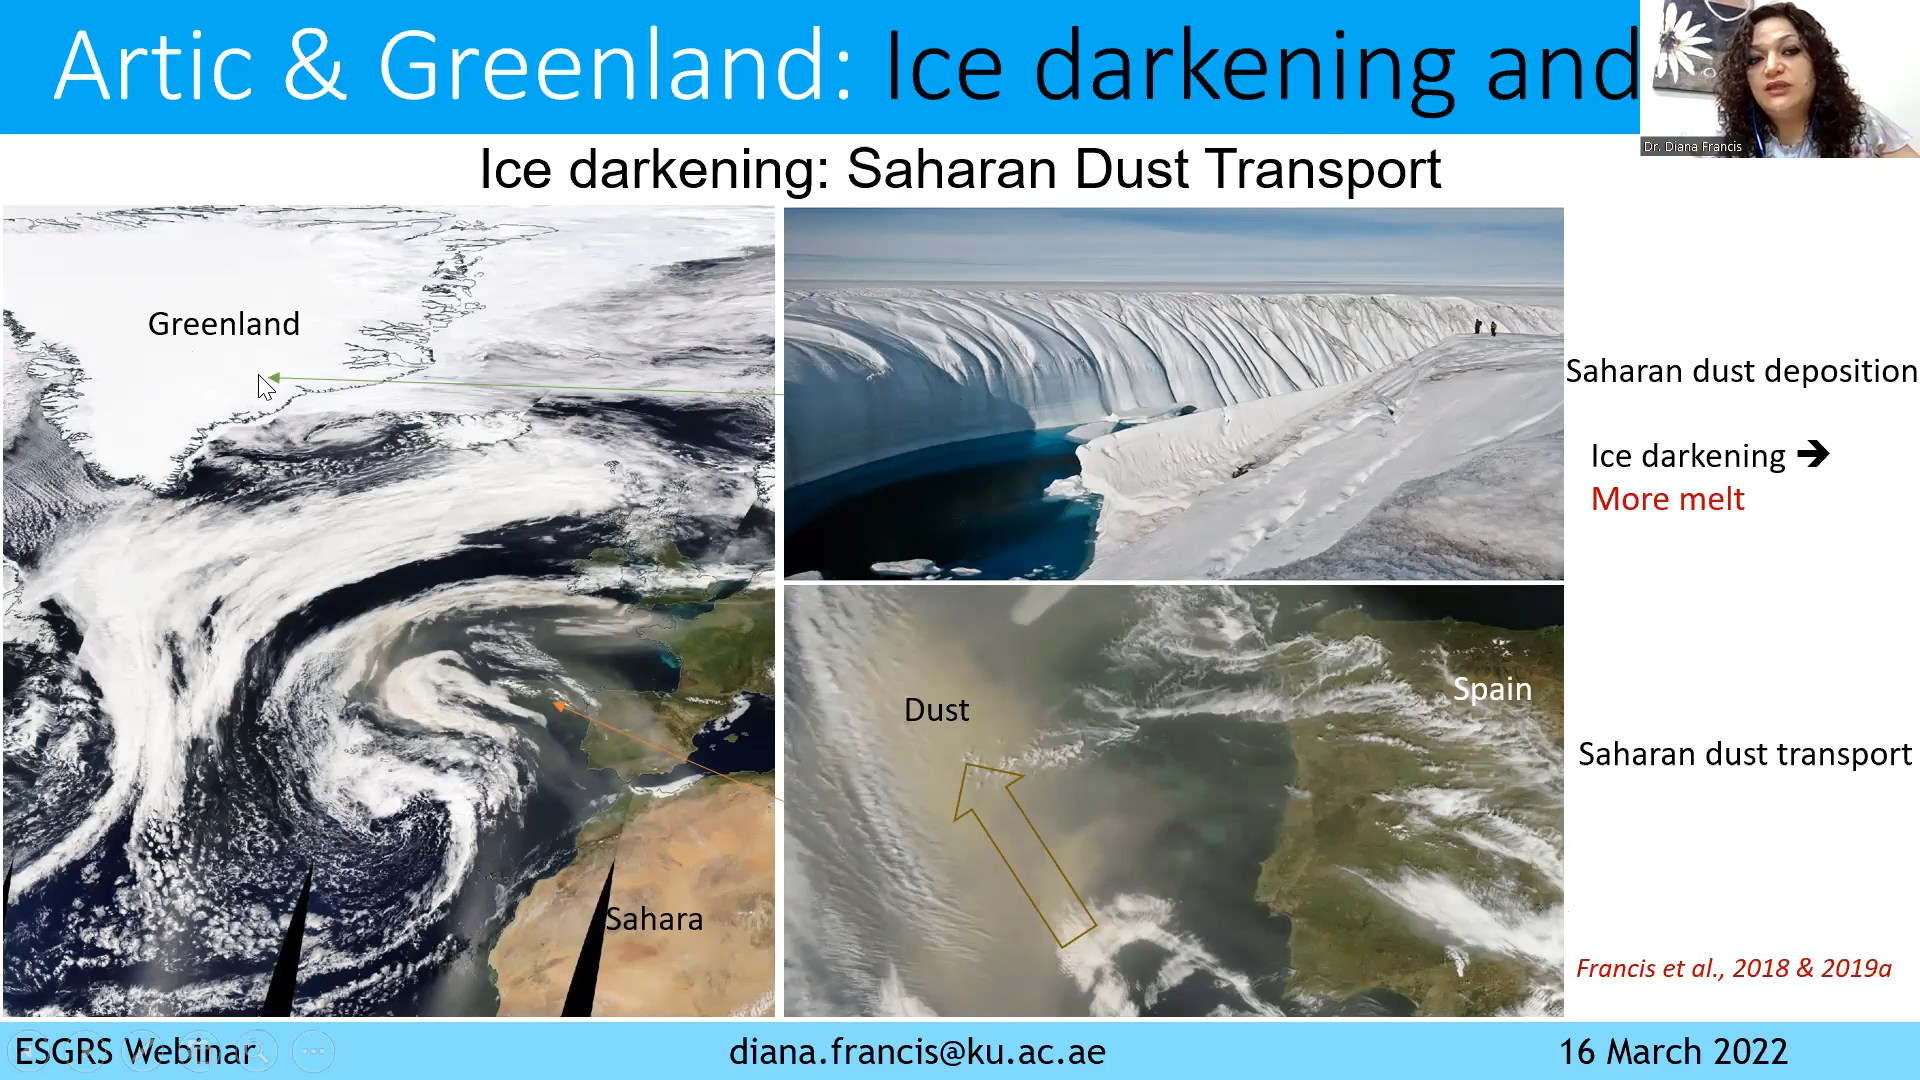 Artic & Greenland: Ice darkening and
Dr. Diana Francis
Ice darkening: Saharan Dust Transport
Greenland
Saharan dust deposition
Ice darkening ➔
More melt
Spain
Dust
Saharan dust transport
Sahara
Francis et al., 2018 & 2019a
ESGRS Webinar
diana.francis@ku.ac.ae
16 March 2022